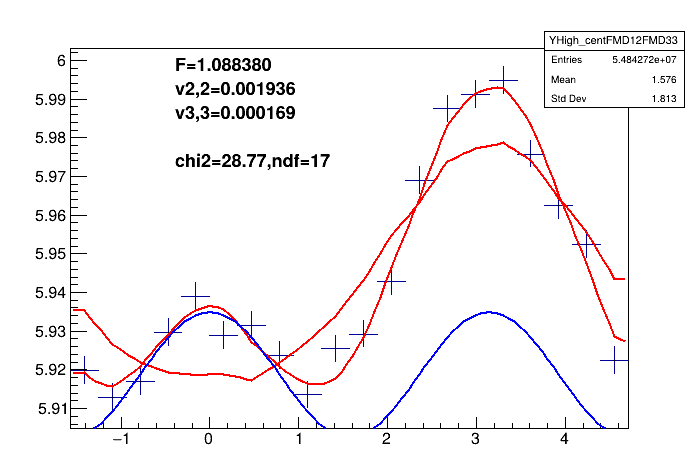 YHigh_centFMD12FMD33
Entries 5.484272e+07
Mean 1.576
Std Dev 1.813
F=1.088380
v2,2=0.001936
v3,3=0.000169
chi2=28.77,ndf=17
6
5.99
5.98
5.97
5.96
5.95
5.94
5.93
5.92
5.91
−1 0 1 2 3 4